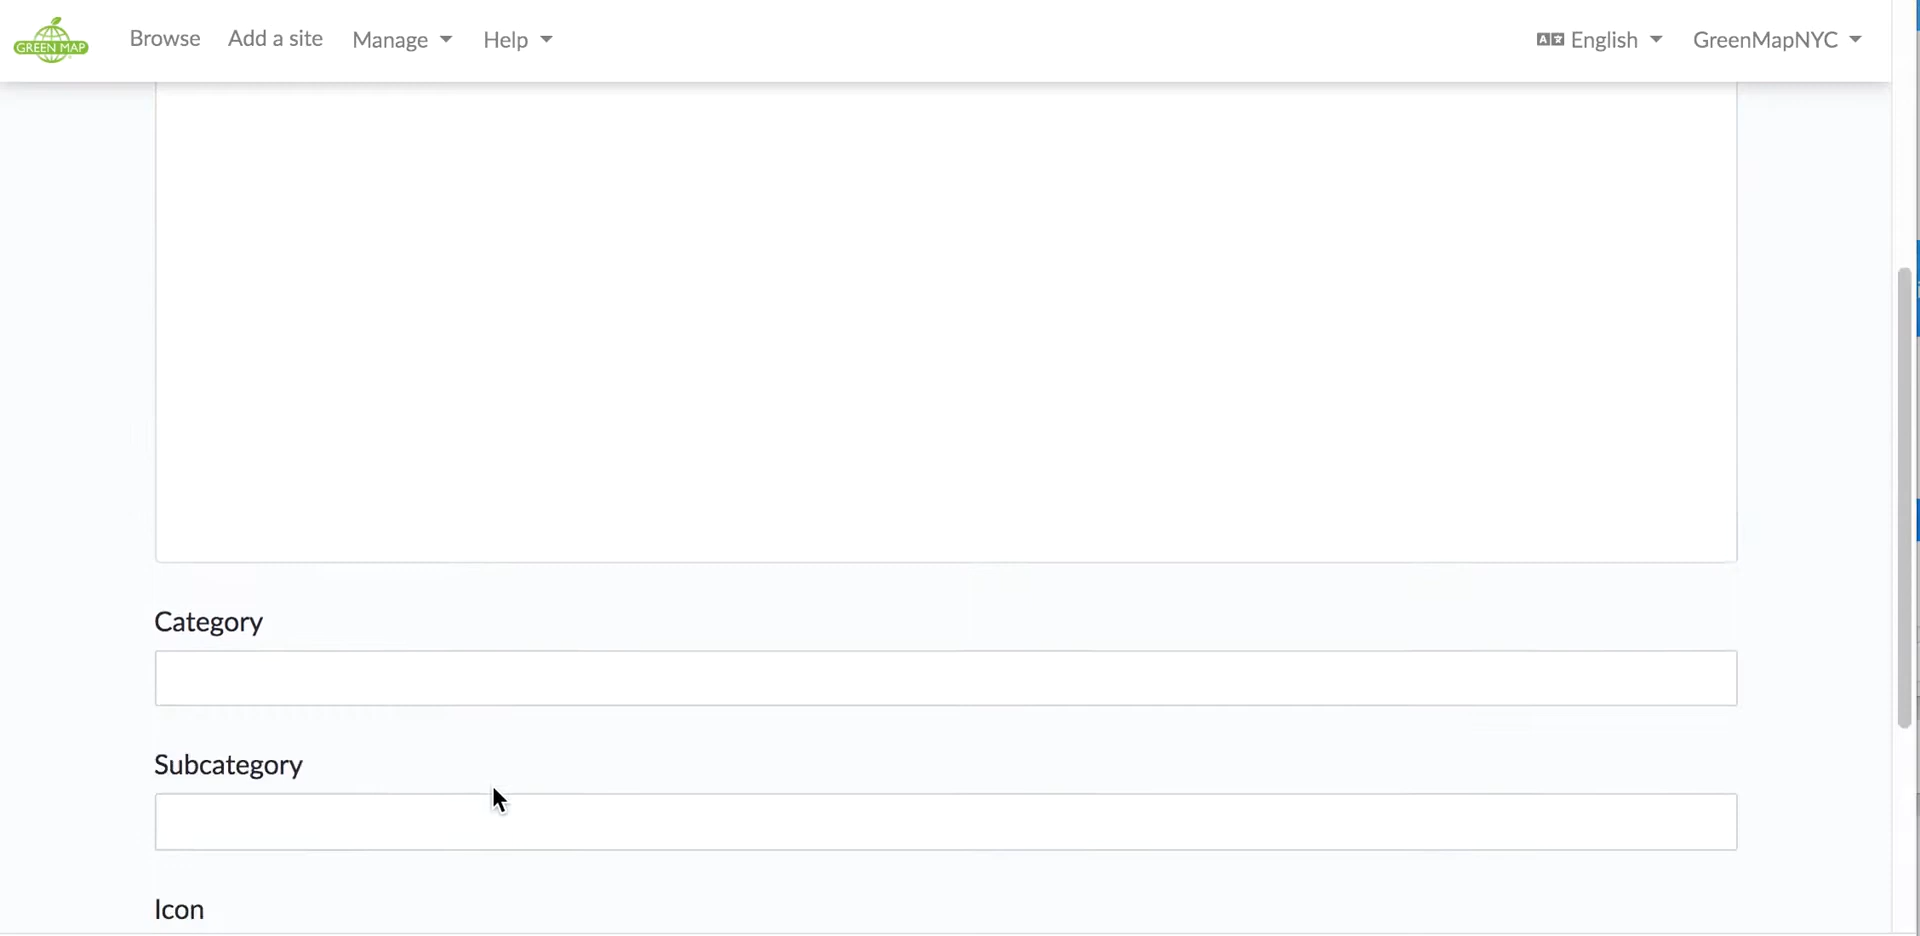 GREEN MAP
Browse
Add a site
Manage
Help
English
GreenMapNYC
Category
Subcategory
Icon